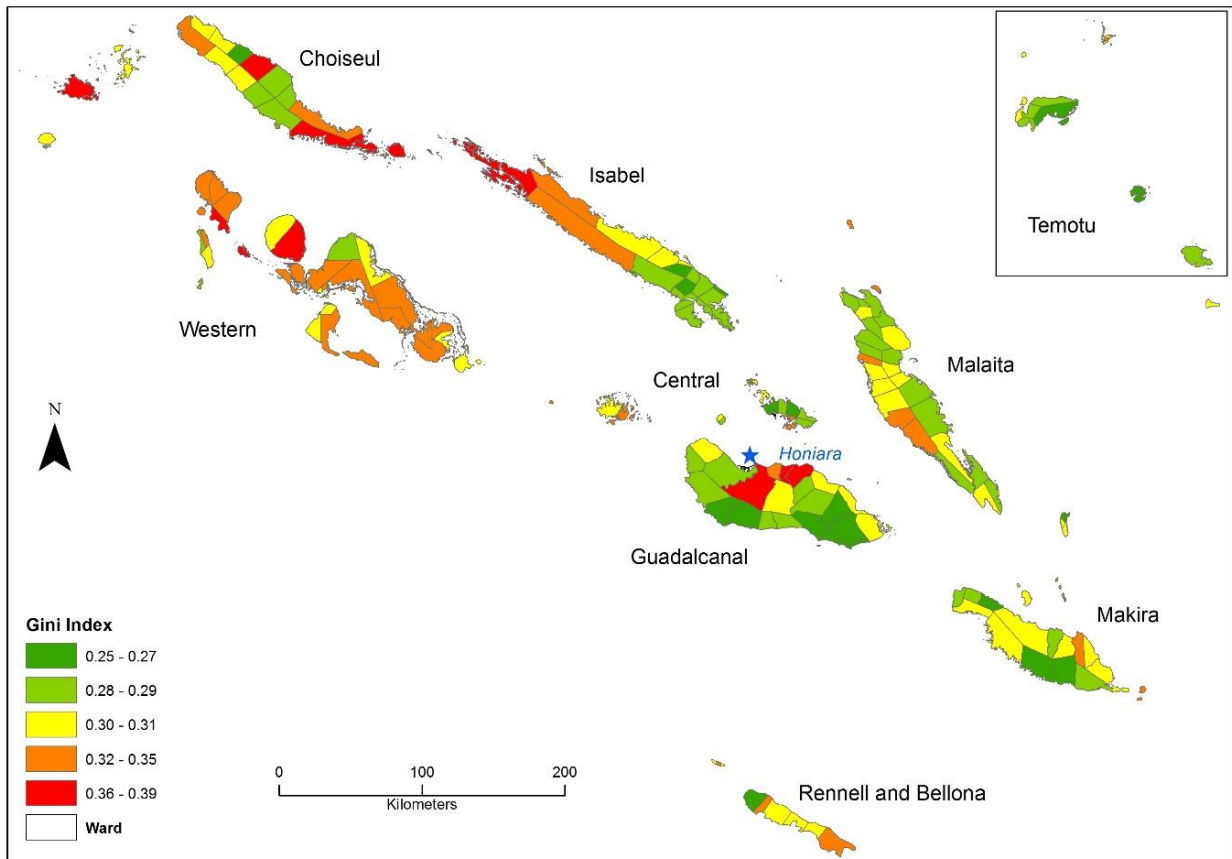 Choiseul
Isabel
Temotu
Western
Malaita
Central
N
Honiara
Guadalcanal
Makira
Gini Index
0.25 - 0.27
0.28 - 0.29
0.30 - 0.31
0.32 - 0.35
0.36 - 0.39
Ward
0 100 200
Kilometers
Rennell and Bellona